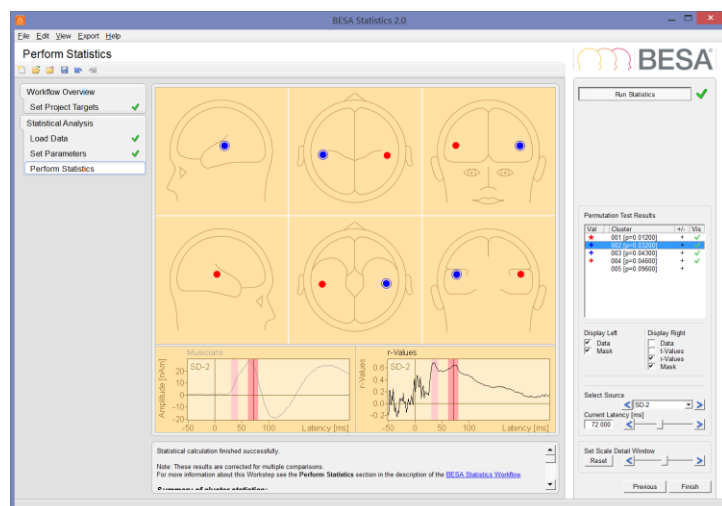 BESA Statistics 2.0
File Edit View Export Help
Perform Statistics
BESA
Workflow Overview
Set Project Targets
Statistical Analysis
Load Data
Set Parameters
Perform Statistics
Run Statistics
Permutation Test Results
Val Cluster +/- Vis
001 [p=0.01200] +
002 [p=0.03200] +
003 [p=0.04300] +
004 [p=0.04600] +
005 [p=0.09600] +
Display Left Display Right
Data Data
Mask t-Values
r-Values
Mask
Select Source
SD-2
Current Latency [ms]
72.000
Set Scale Detail Window
Reset
Previous Finish
Musicians
SD-2
Amplitude [nAm]
20
10
0
-10
-20
-50 0 50 100 Latency [ms]
r-Values
SD-2
r-Values
0.6
0.4
0.2
0.0
-0.2
-50 0 50 100 Latency [ms]
Statistical calculation finished successfully.
Note: These results are corrected for multiple comparisons.
For more information about this Workstep see the Perform Statistics section in the description of the BESA Statistics Workflow.
Summary of cluster statistics: